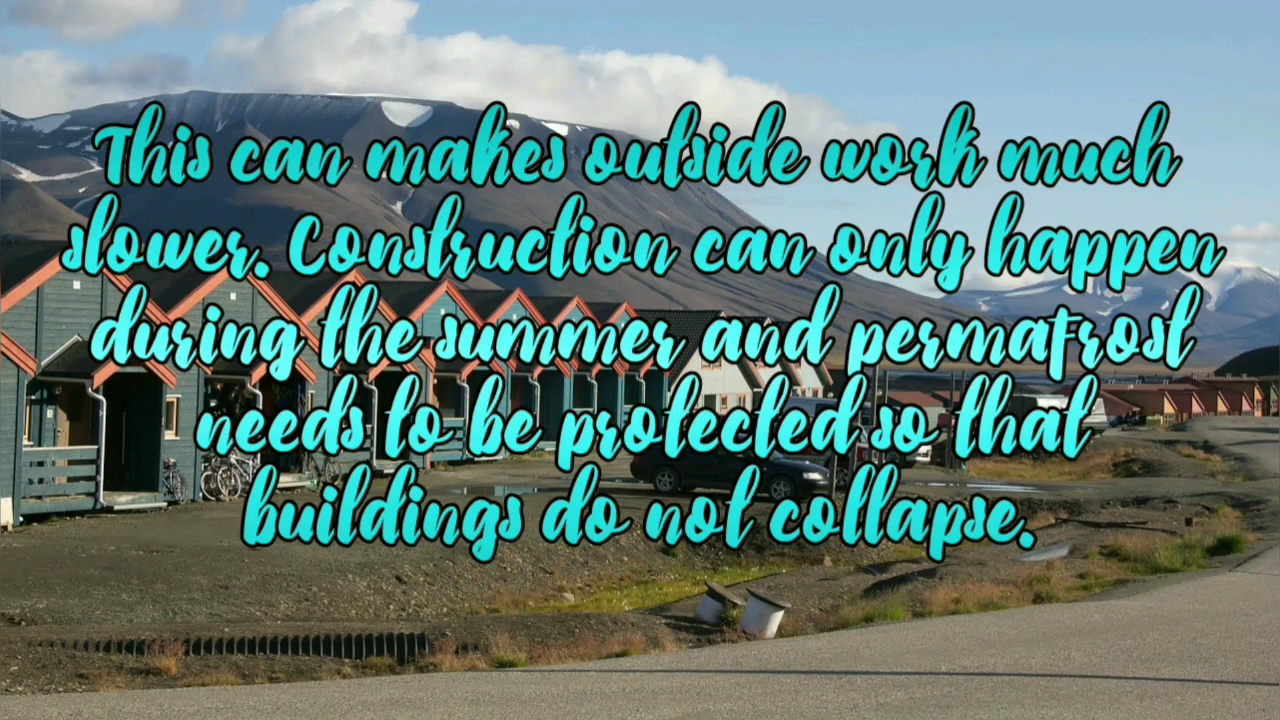 This can makes outside work much
slower. Construction can only happen
during the summer and permafrost
needs to be protected so that
buildings do not collapse.